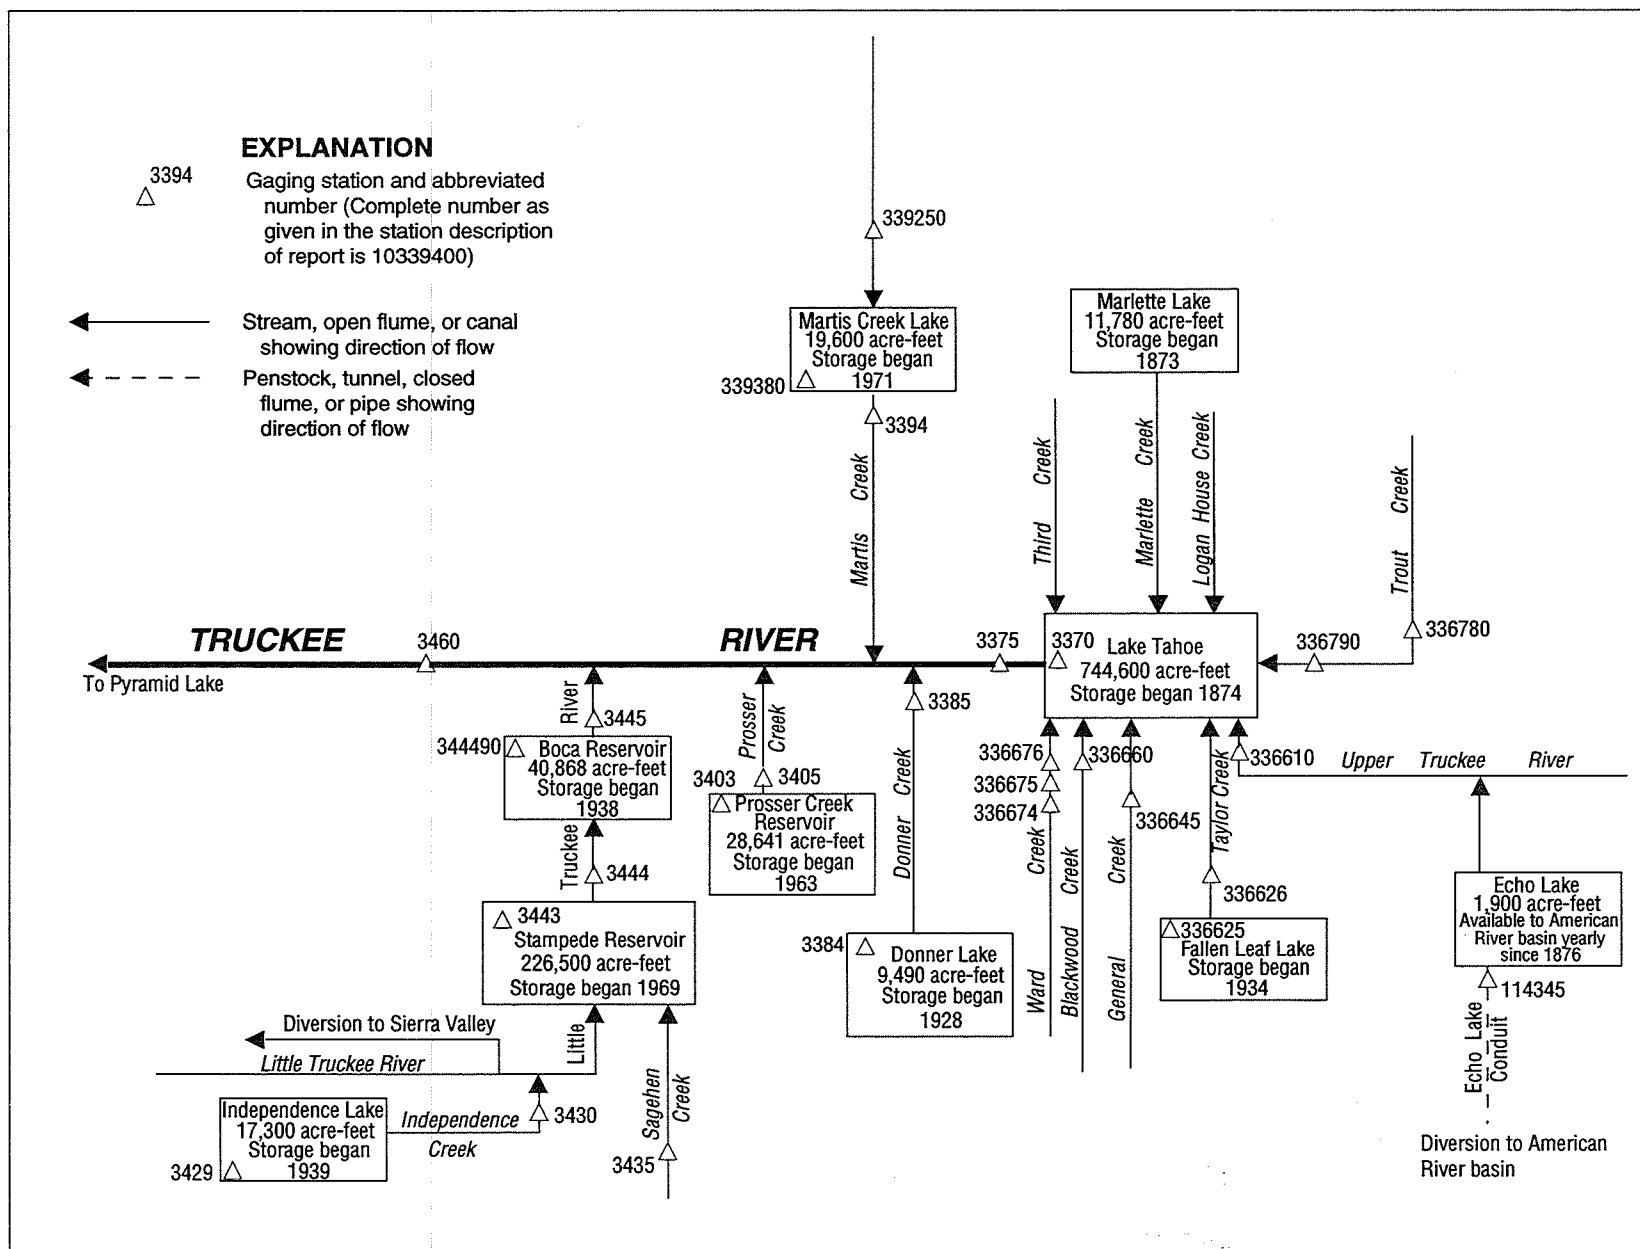 EXPLANATION
3394
Gaging station and abbreviated
number (Complete number as
given in the station description
of report is 10339400)
Stream, open flume, or canal
showing direction of flow
Penstock, tunnel, closed
flume, or pipe showing
direction of flow
339250
Martis Creek Lake
19,600 acre-feet
Storage began
1971
339380
3394
Martis Creek
Marlette Lake
11,780 acre-feet
Storage began
1873
Third Creek
Marlette Creek
Logan House Creek
Trout Creek
336780
336790
TRUCKEE RIVER
3460
3375
3370
Lake Tahoe
744,600 acre-feet
Storage began 1874
To Pyramid Lake
River
3445
344490
Boca Reservoir
40,868 acre-feet
Storage began
1938
Truckee
3444
3443
Stampede Reservoir
226,500 acre-feet
Storage began 1969
Little
Diversion to Sierra Valley
Little Truckee River
Independence Lake
17,300 acre-feet
Storage began
1939
3429
Independence
Creek
3430
Sagehen
Creek
3435
Prosser
Creek
3403
3405
Prosser Creek
Reservoir
28,641 acre-feet
Storage began
1963
3385
Donner Creek
3384
Donner Lake
9,490 acre-feet
Storage began
1928
336676
336675
336674
Ward Creek
336660
Blackwood Creek
336645
General Creek
Taylor Creek
336626
336625
Fallen Leaf Lake
Storage began
1934
336610
Upper Truckee River
Echo Lake
1,900 acre-feet
Available to American
River basin yearly
since 1876
114345
Echo Lake
Conduit
Diversion to American
River basin